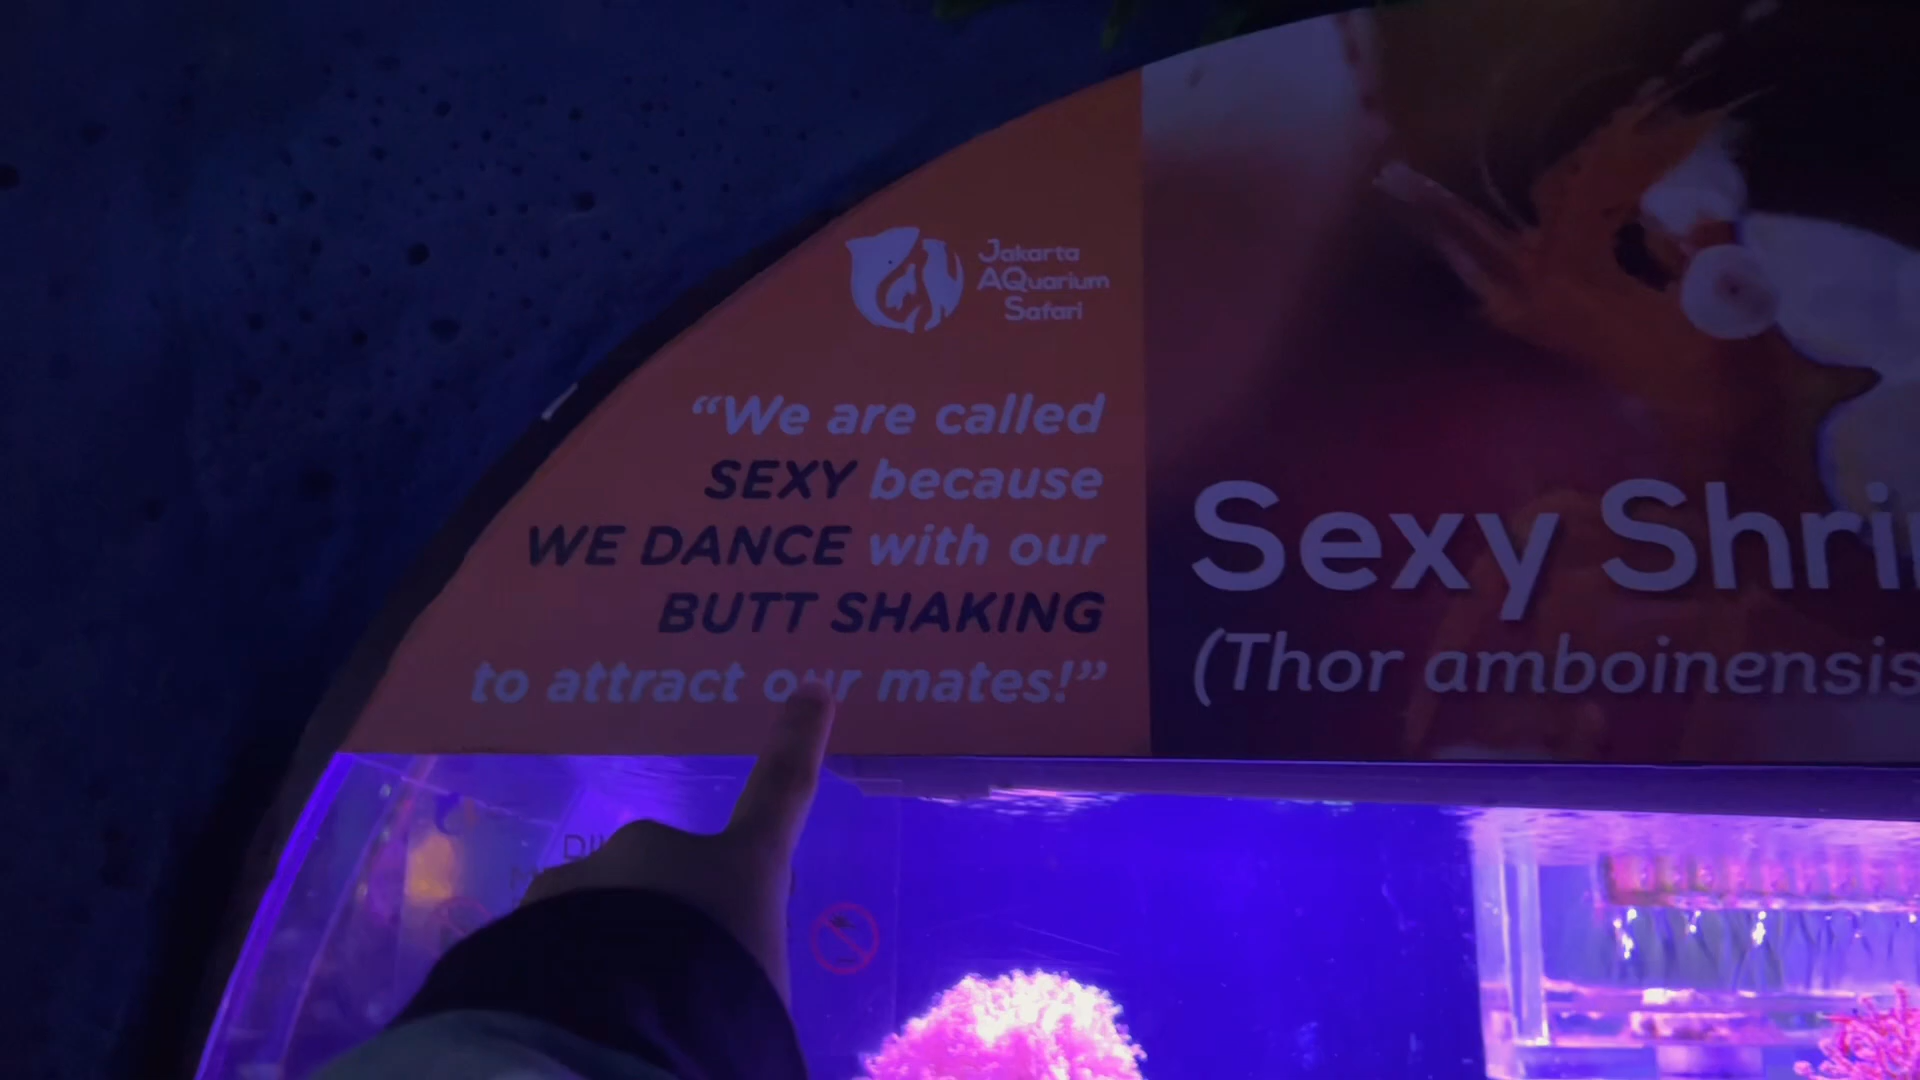 Jakarta
AQuarium
Safari
“We are called
SEXY because
WE DANCE with our
BUTT SHAKING
to attract our mates!”
Sexy Shri
(Thor amboinensis